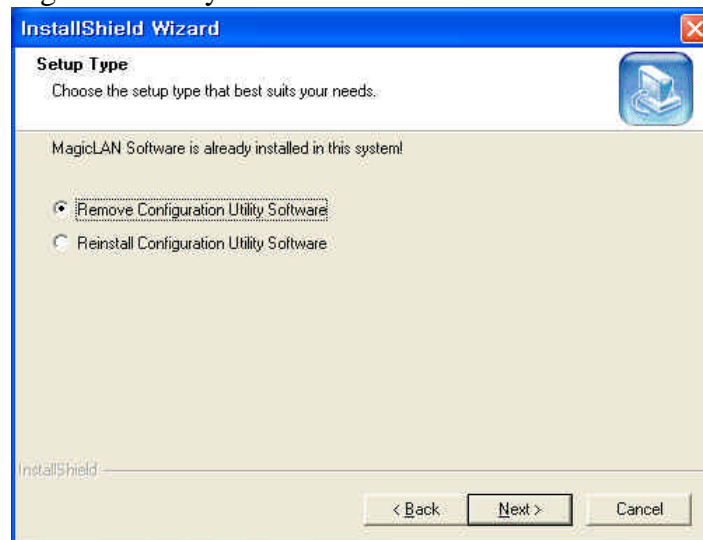 InstallShield Wizard
Setup Type
Choose the setup type that best suits your needs.
MagicLAN Software is already installed in this system!
Remove Configuration Utility Software
Reinstall Configuration Utility Software
InstallShield
< Back Next > Cancel